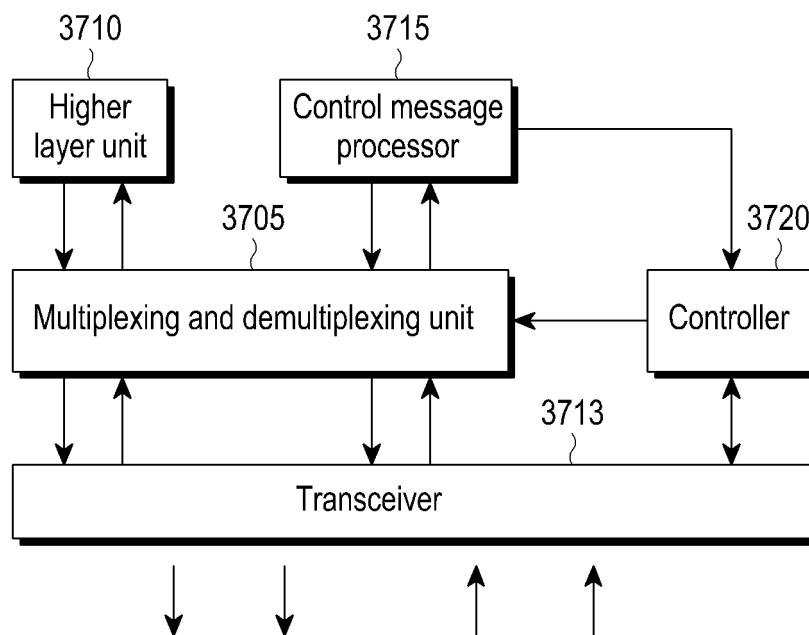 3710
3715
Higher
layer unit
Control message
processor
3705
3720
Multiplexing and demultiplexing unit
Controller
3713
Transceiver